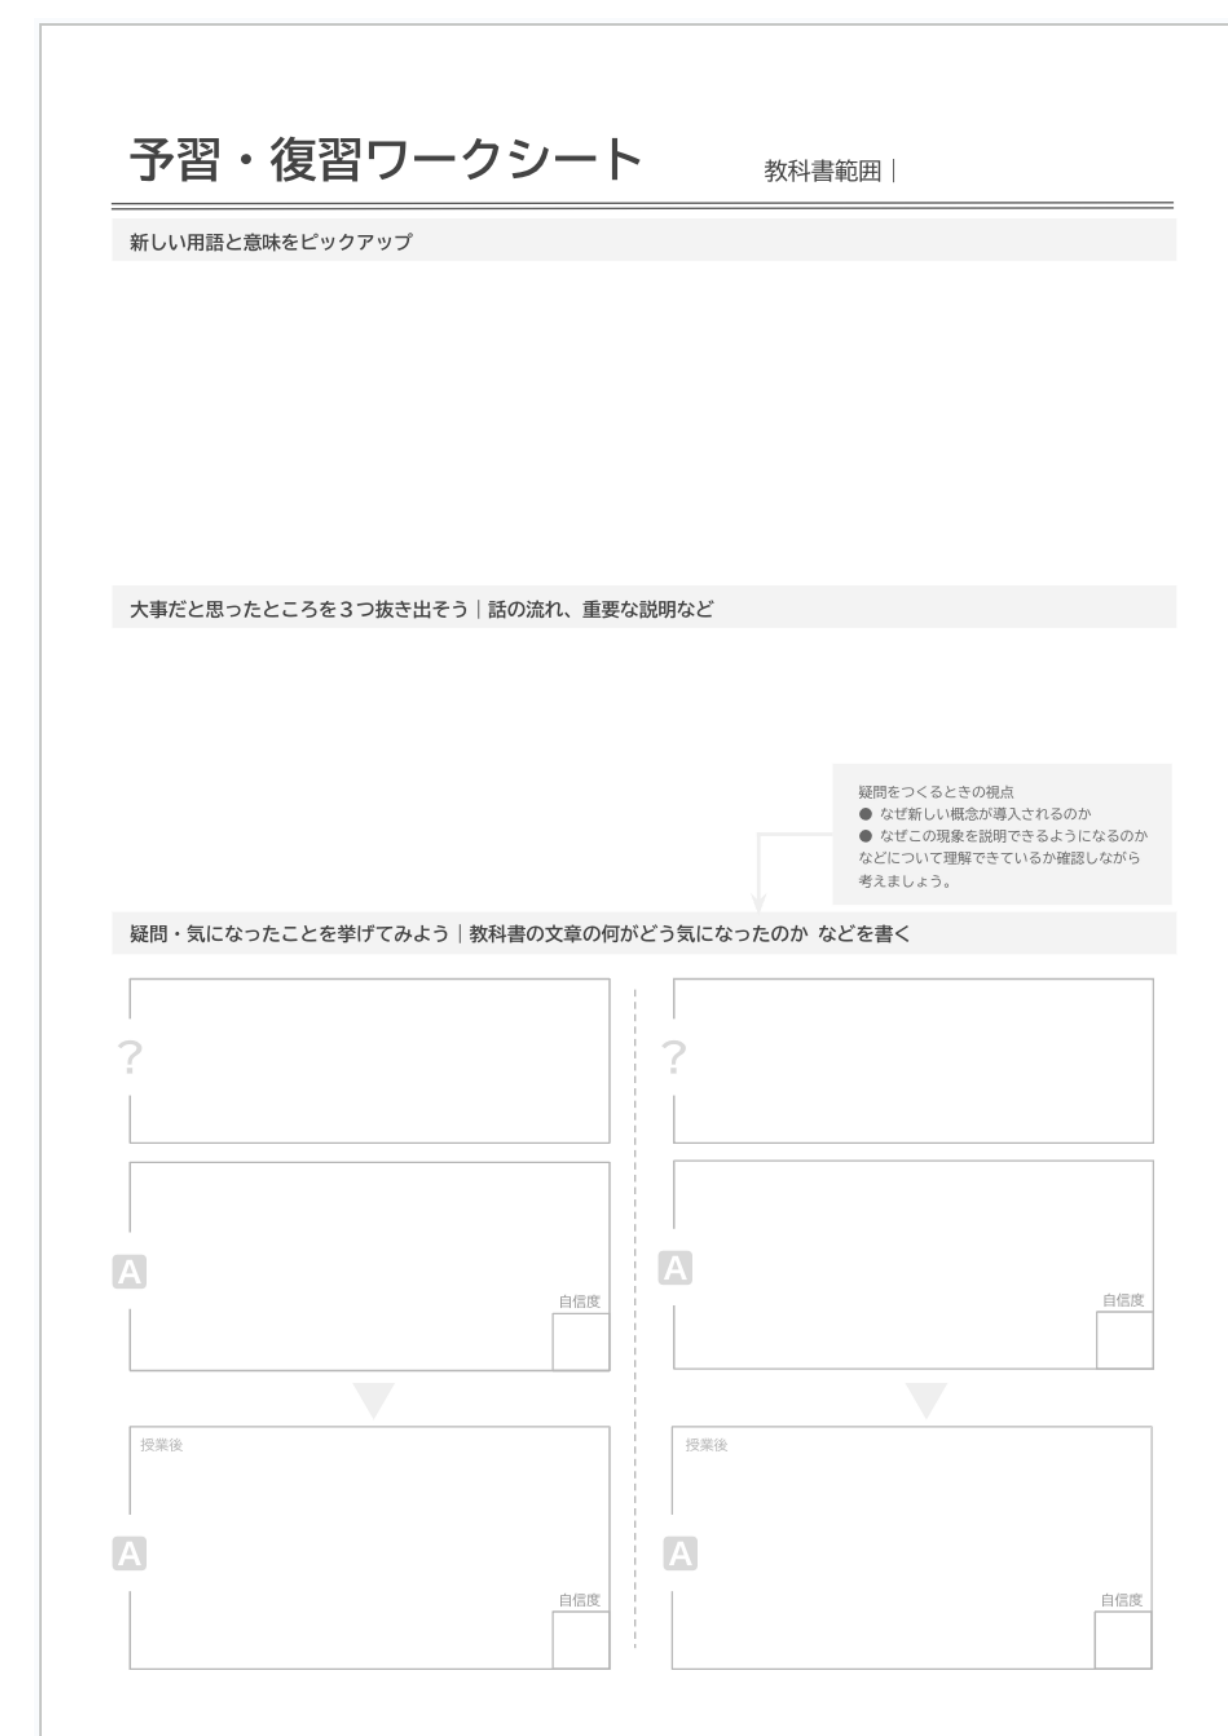 予習・復習ワークシート
教科書範囲｜
新しい用語と意味をピックアップ
大事だと思ったところを３つ抜き出そう｜話の流れ、重要な説明など
疑問をつくるときの視点
● なぜ新しい概念が導入されるのか
● なぜこの現象を説明できるようになるのか
などについて理解できているか確認しながら
考えましょう。
疑問・気になったことを挙げてみよう｜教科書の文章の何がどう気になったのか などを書く
？
？
A
A
自信度
自信度
授業後
授業後
A
A
自信度
自信度